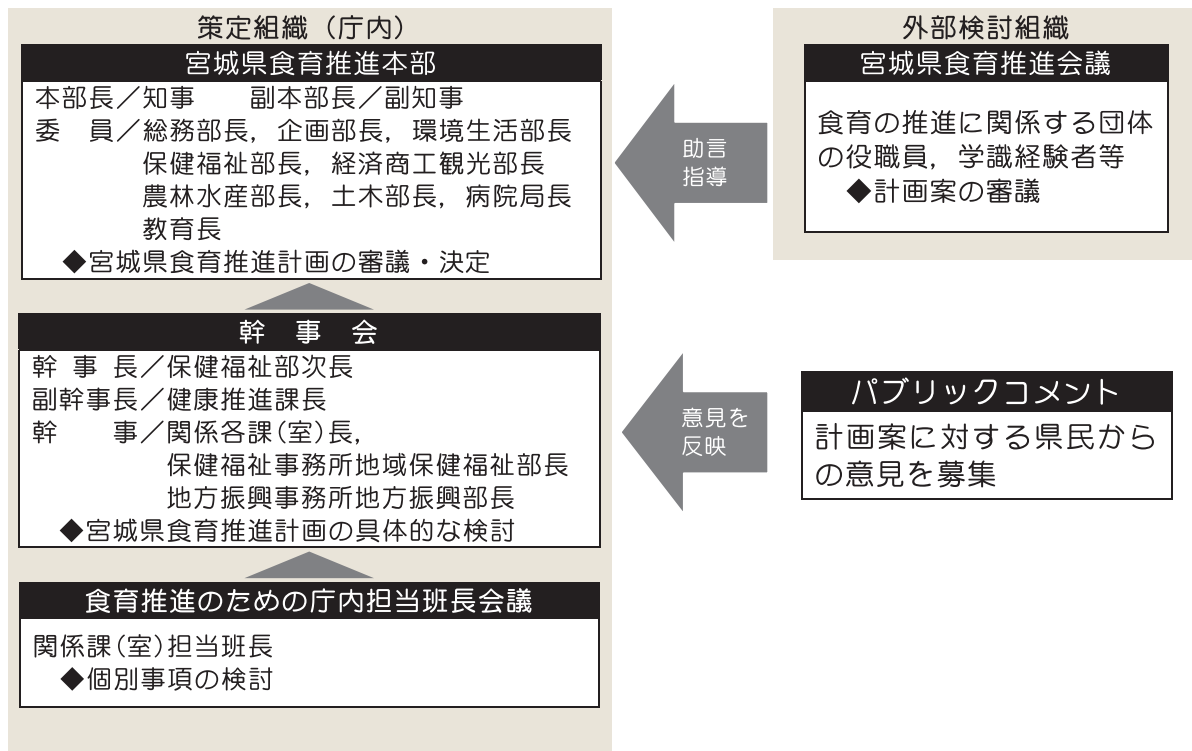 策定組織（庁内）
宮城県食育推進本部
本部長／知事　　副本部長／副知事
委　員／総務部長，企画部長，環境生活部長
保健福祉部長，経済商工観光部長
農林水産部長，土木部長，病院局長
教育長
◆宮城県食育推進計画の審議・決定
幹　事　会
幹 事 長／保健福祉部次長
副幹事長／健康推進課長
幹　　事／関係各課（室）長，
保健福祉事務所地域保健福祉部長
地方振興事務所地方振興部長
◆宮城県食育推進計画の具体的な検討
食育推進のための庁内担当班長会議
関係課（室）担当班長
◆個別事項の検討
助言
指導
意見を
反映
外部検討組織
宮城県食育推進会議
食育の推進に関係する団体
の役職員，学識経験者等
◆計画案の審議
パブリックコメント
計画案に対する県民から
の意見を募集